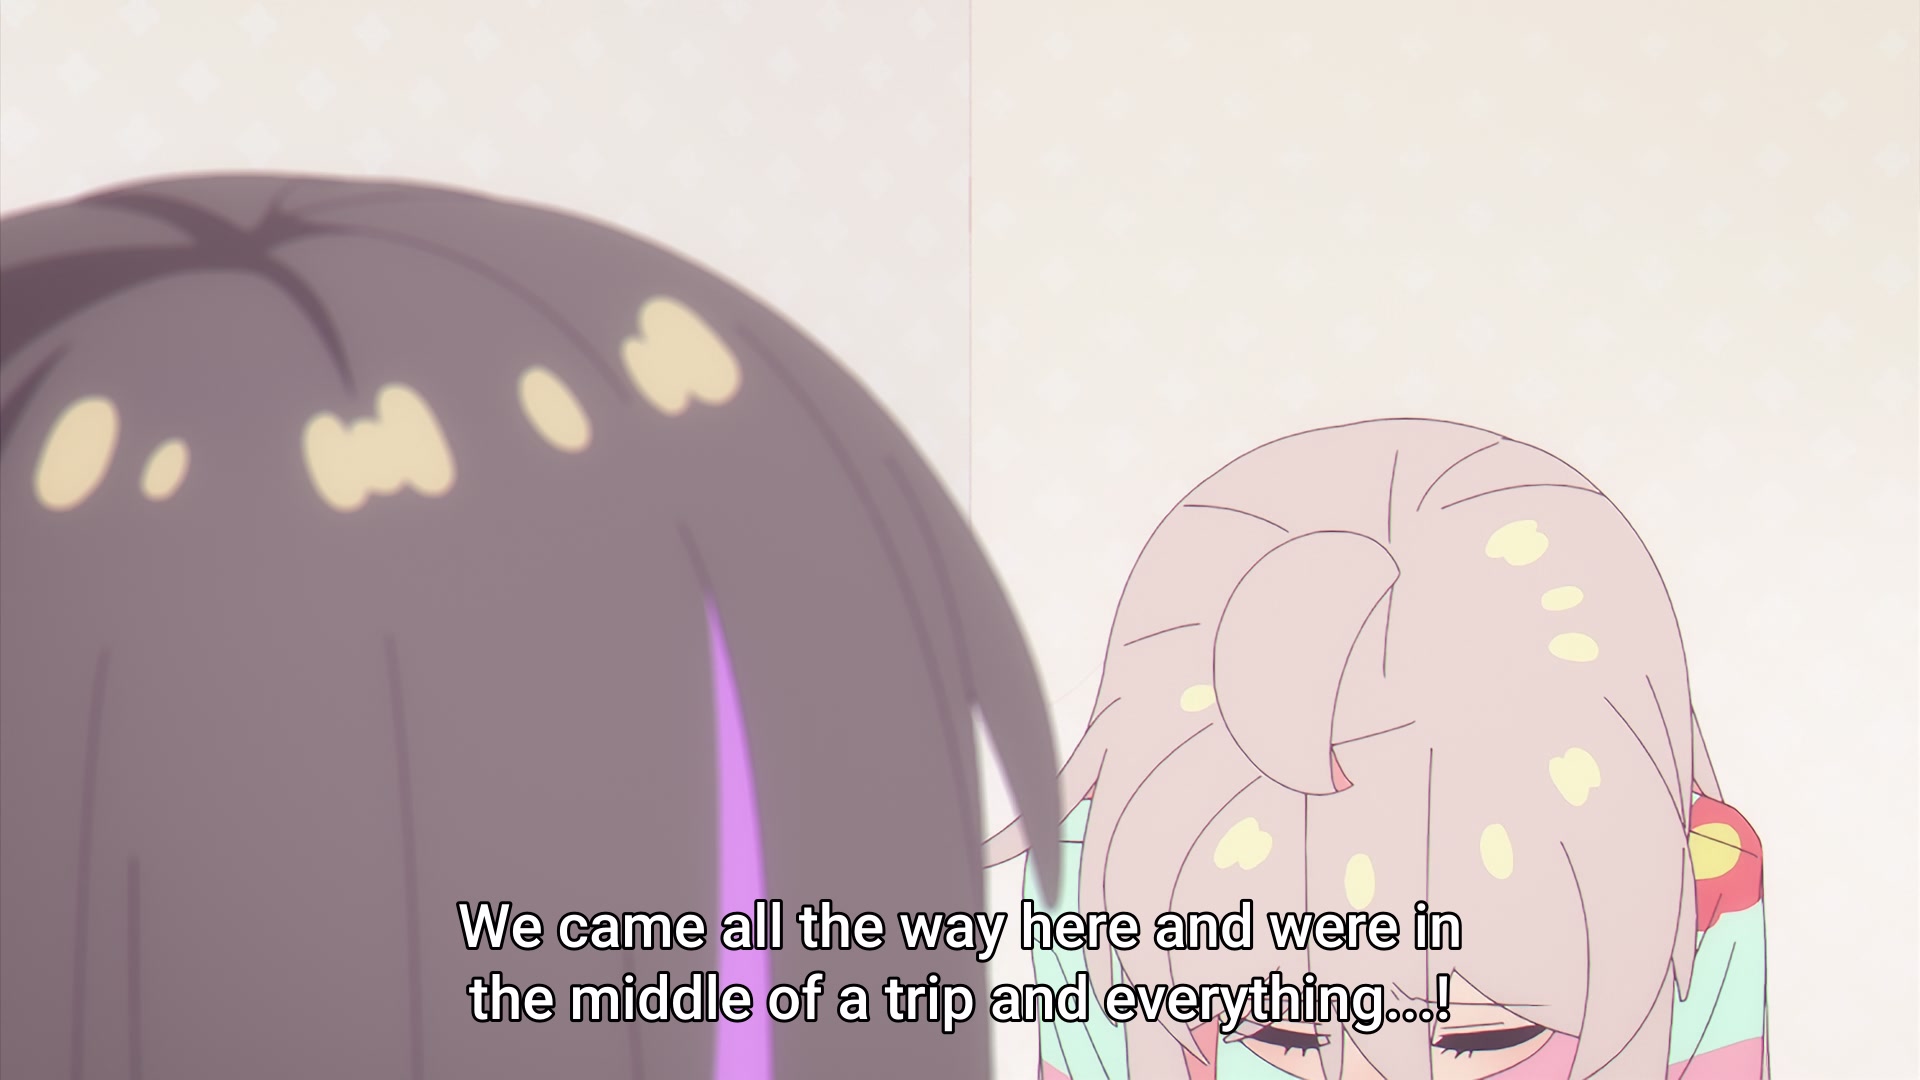 We came all the way here and were in
the middle of a trip and everything...!